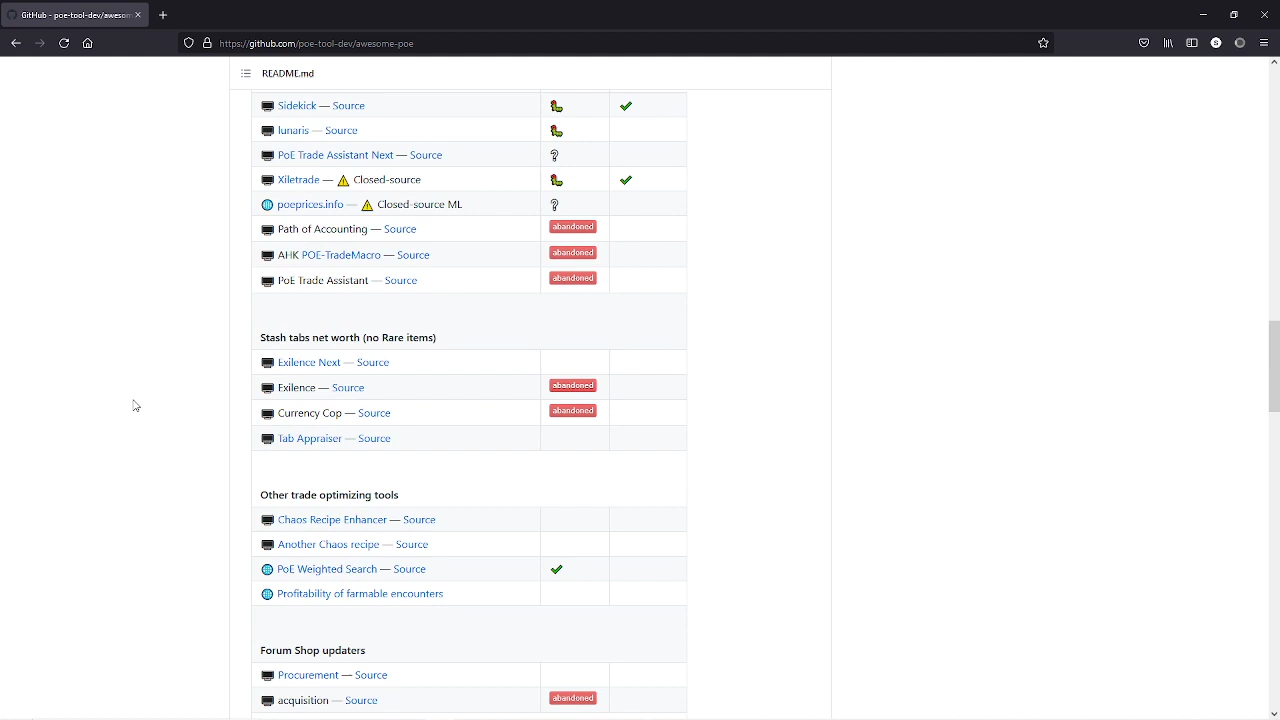 GitHub - poe-tool-dev/awesom
https://github.com/poe-tool-dev/awesome-poe
README.md
Sidekick — Source
lunaris — Source
PoE Trade Assistant Next — Source
Xiletrade — Closed-source
poeprices.info — Closed-source ML
Path of Accounting — Source abandoned
AHK POE-TradeMacro — Source abandoned
PoE Trade Assistant — Source abandoned
Stash tabs net worth (no Rare items)
Exilence Next — Source
Exilence — Source abandoned
Currency Cop — Source abandoned
Tab Appraiser — Source
Other trade optimizing tools
Chaos Recipe Enhancer — Source
Another Chaos recipe — Source
PoE Weighted Search — Source
Profitability of farmable encounters
Forum Shop updaters
Procurement — Source
acquisition — Source abandoned